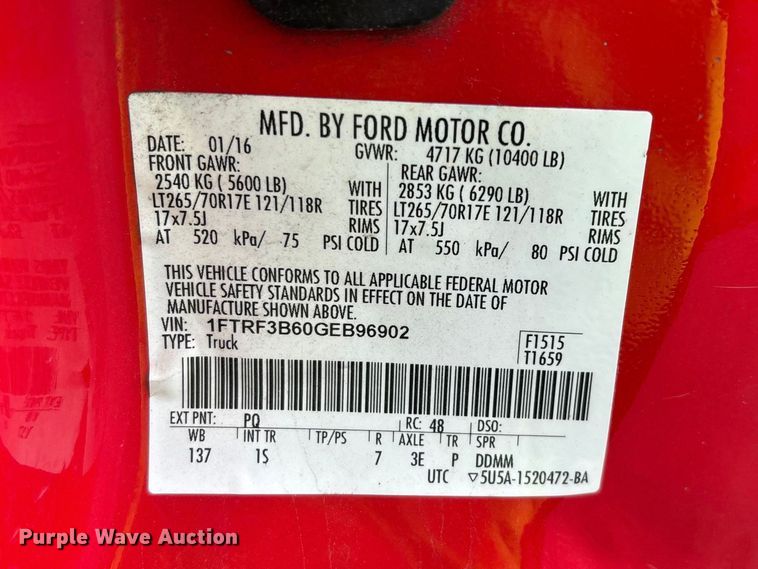 MFD. BY FORD MOTOR CO.
DATE: 01/16 GVWR: 4717 KG (10400 LB)
FRONT GAWR: REAR GAWR:
2540 KG ( 5600 LB) WITH 2853 KG ( 6290 LB) WITH
LT265/70R17E 121/118R TIRES LT265/70R17E 121/118R TIRES
17x7.5J RIMS 17x7.5J RIMS
AT 520 kPa/ 75 PSI COLD AT 550 kPa/ 80 PSI COLD
THIS VEHICLE CONFORMS TO ALL APPLICABLE FEDERAL MOTOR
VEHICLE SAFETY STANDARDS IN EFFECT ON THE DATE OF
MANUFACTURE SHOWN ABOVE.
VIN: 1FTRF3B60GEB96902 F1515
TYPE: Truck T1659
EXT PNT: PQ RC: 48 DSO:
WB INT TR TP/PS R AXLE TR SPR
137 1S 7 3E P DDMM
UTC ▽5U5A-1520472-BA
Purple Wave Auction